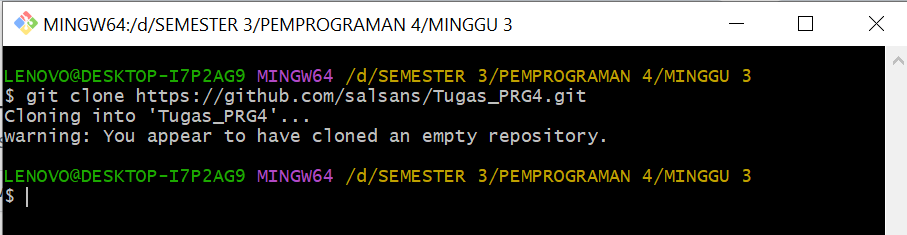 MINGW64:/d/SEMESTER 3/PEMPROGRAMAN 4/MINGGU 3
LENOVO@DESKTOP-I7P2AG9 MINGW64 /d/SEMESTER 3/PEMPROGRAMAN 4/MINGGU 3
$ git clone https://github.com/salsans/Tugas_PRG4.git
Cloning into 'Tugas_PRG4'...
warning: You appear to have cloned an empty repository.
LENOVO@DESKTOP-I7P2AG9 MINGW64 /d/SEMESTER 3/PEMPROGRAMAN 4/MINGGU 3
$